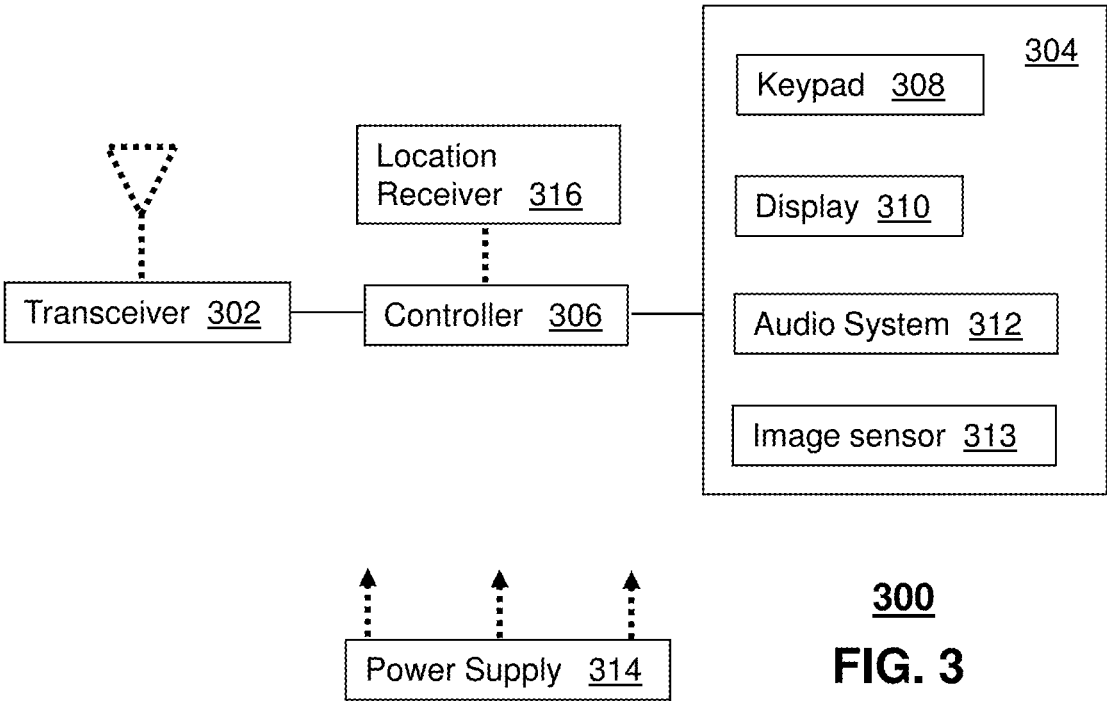 304
Keypad 308
Location
Receiver 316
Display 310
Transceiver 302
Controller 306
Audio System 312
Image sensor 313
300
Power Supply 314
FIG. 3